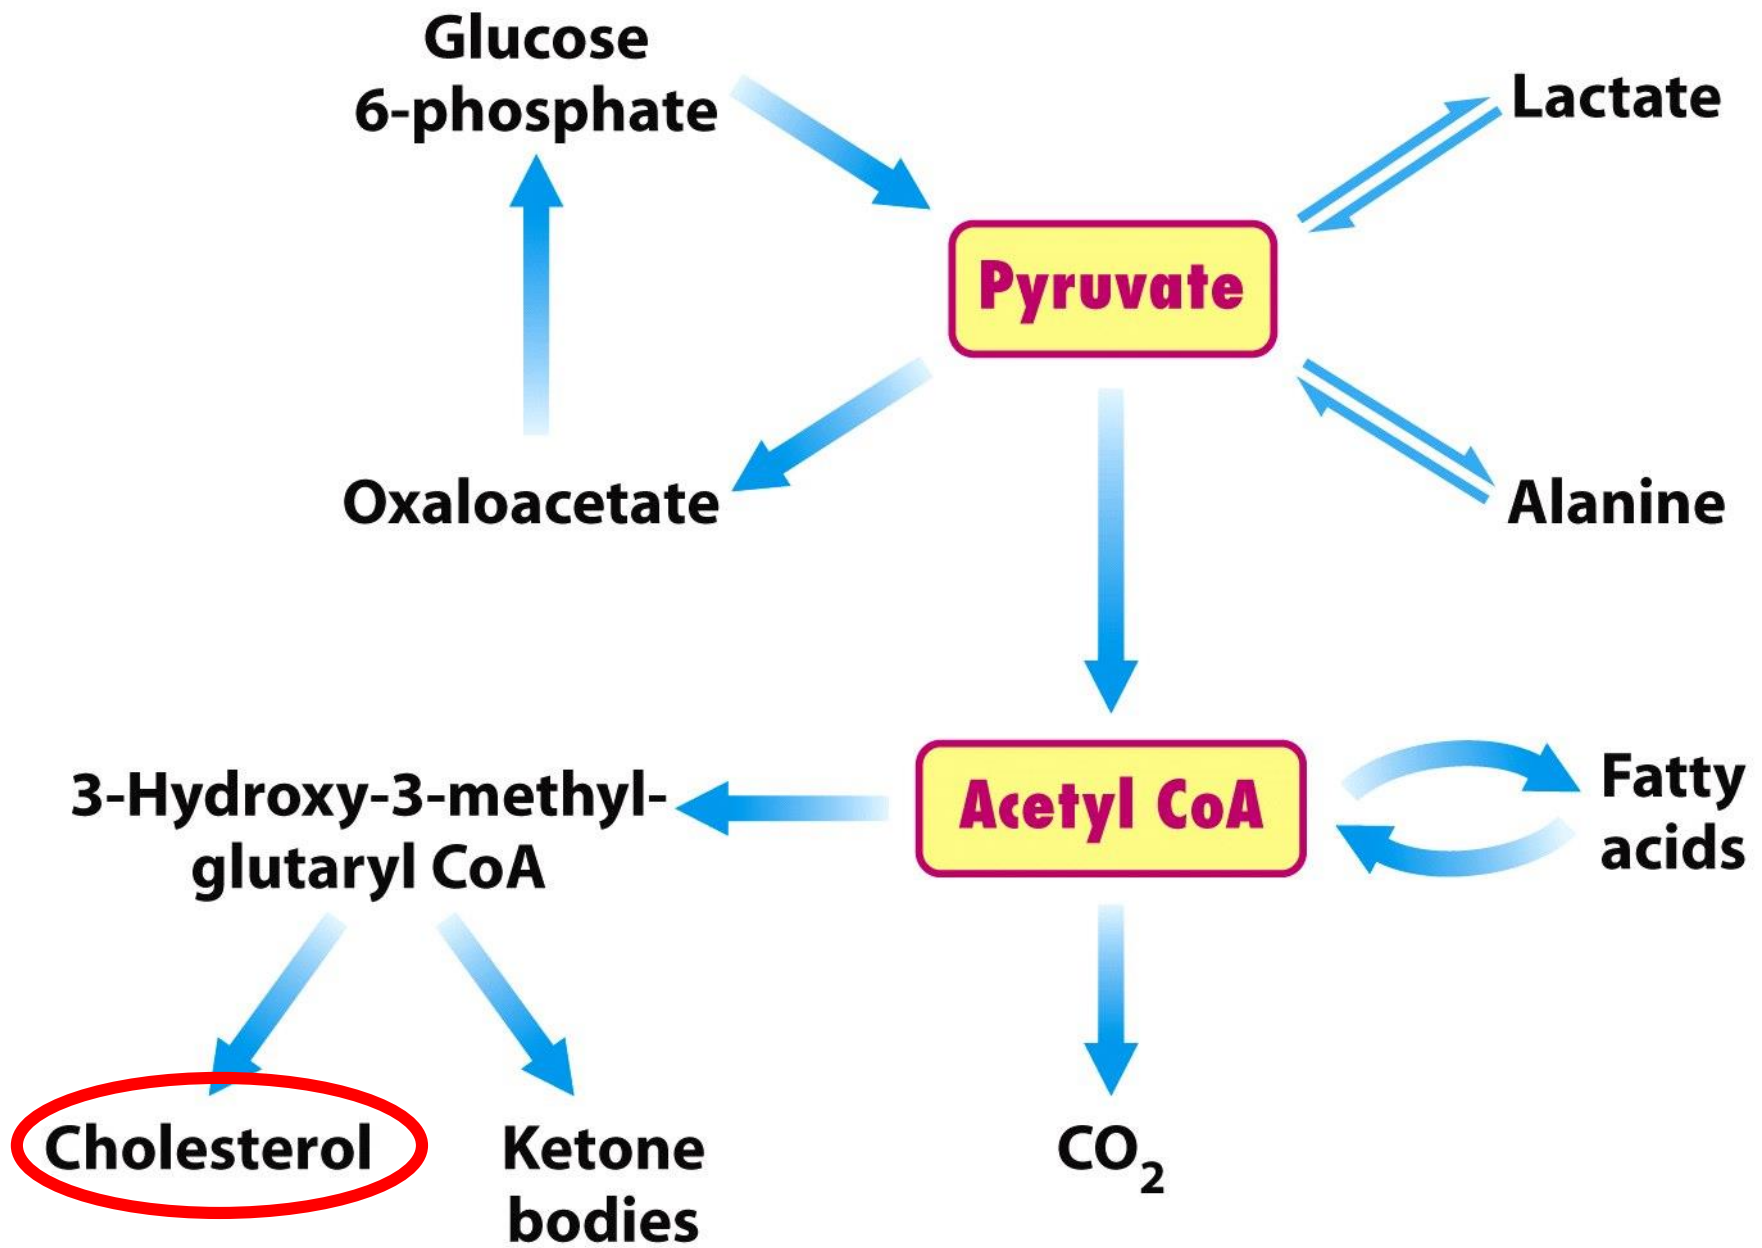 Glucose
6-phosphate
Lactate
Pyruvate
Oxaloacetate
Alanine
3-Hydroxy-3-methyl-
glutaryl CoA
Acetyl CoA
Fatty
acids
Cholesterol
Ketone
bodies
CO₂